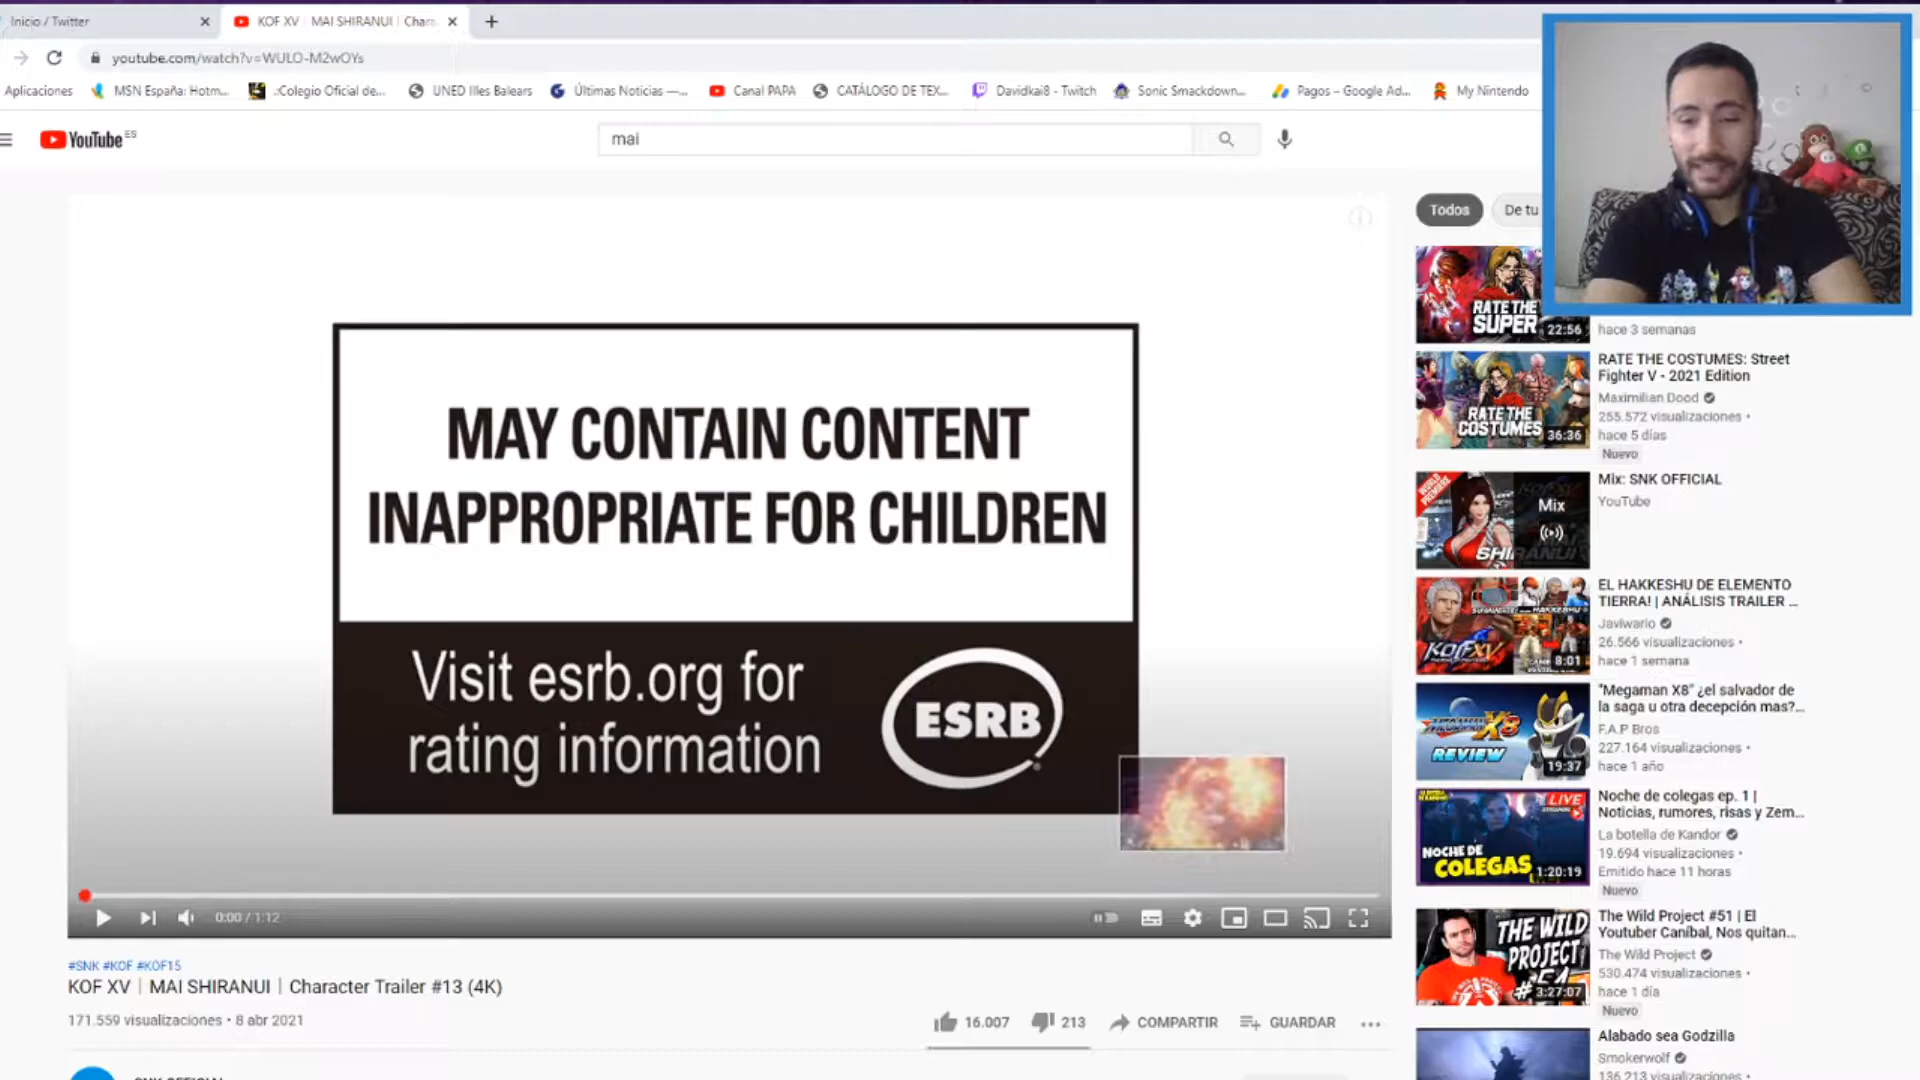 Inicio / Twitter
KOF XV | MAI SHIRANUI | Chara
youtube.com/watch?v=WULO-M2wOYs
Aplicaciones
MSN España: Hotm...
.:Colegio Oficial de...
UNED Illes Balears
Últimas Noticias —...
Canal PAPA
CATÁLOGO DE TEX...
Davidkai8 - Twitch
Sonic Smackdown...
Pagos – Google Ad...
My Nintendo
YouTube ES
mai
MAY CONTAIN CONTENT
INAPPROPRIATE FOR CHILDREN
Visit esrb.org for
rating information
ESRB
0:00 / 1:12
#SNK #KOF #KOF15
KOF XV | MAI SHIRANUI | Character Trailer #13 (4K)
171.559 visualizaciones • 8 abr 2021
16.007
213
COMPARTIR
GUARDAR
SNK OFFICIAL
Todos
De tu
RATE THE
SUPER
22:56
hace 3 semanas
RATE THE
COSTUMES
36:36
RATE THE COSTUMES: Street
Fighter V - 2021 Edition
Maximilian Dood
255.572 visualizaciones •
hace 5 días
Nuevo
WORLD
PREMIERE
Mix
Mix: SNK OFFICIAL
YouTube
KOF XV
8:01
EL HAKKESHU DE ELEMENTO
TIERRA! | ANÁLISIS TRAILER ...
Javiwario
26.566 visualizaciones •
hace 1 semana
MEGAMAN X8
REVIEW
19:37
"Megaman X8" ¿el salvador de
la saga u otra decepción mas?...
F.A.P Bros
227.164 visualizaciones •
hace 1 año
LIVE
NOCHE DE
COLEGAS
1:20:19
Noche de colegas ep. 1 |
Noticias, rumores, risas y Zem...
La botella de Kandor
19.694 visualizaciones •
Emitido hace 11 horas
Nuevo
THE WILD
PROJECT
3:27:07
The Wild Project #51 | El
Youtuber Caníbal, Nos quitan...
The Wild Project
530.474 visualizaciones •
hace 1 día
Nuevo
Alabado sea Godzilla
Smokerwolf
136.213 visualizaciones •